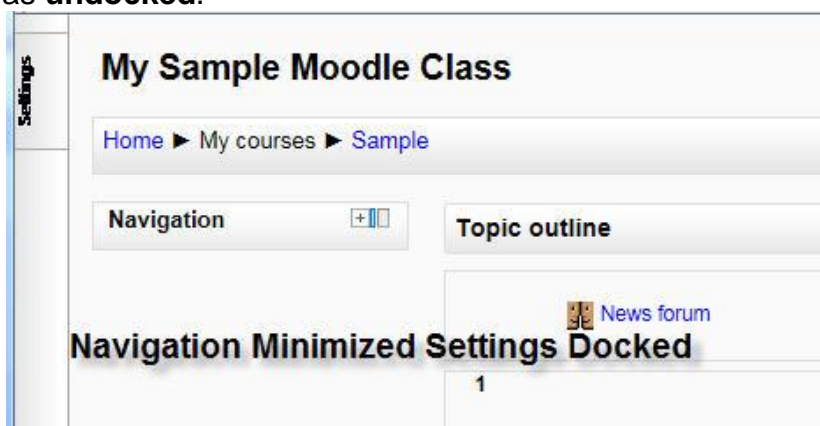 as undocked.
Settings
My Sample Moodle Class
Home ► My courses ► Sample
Navigation
Topic outline
News forum
Navigation Minimized Settings Docked
1